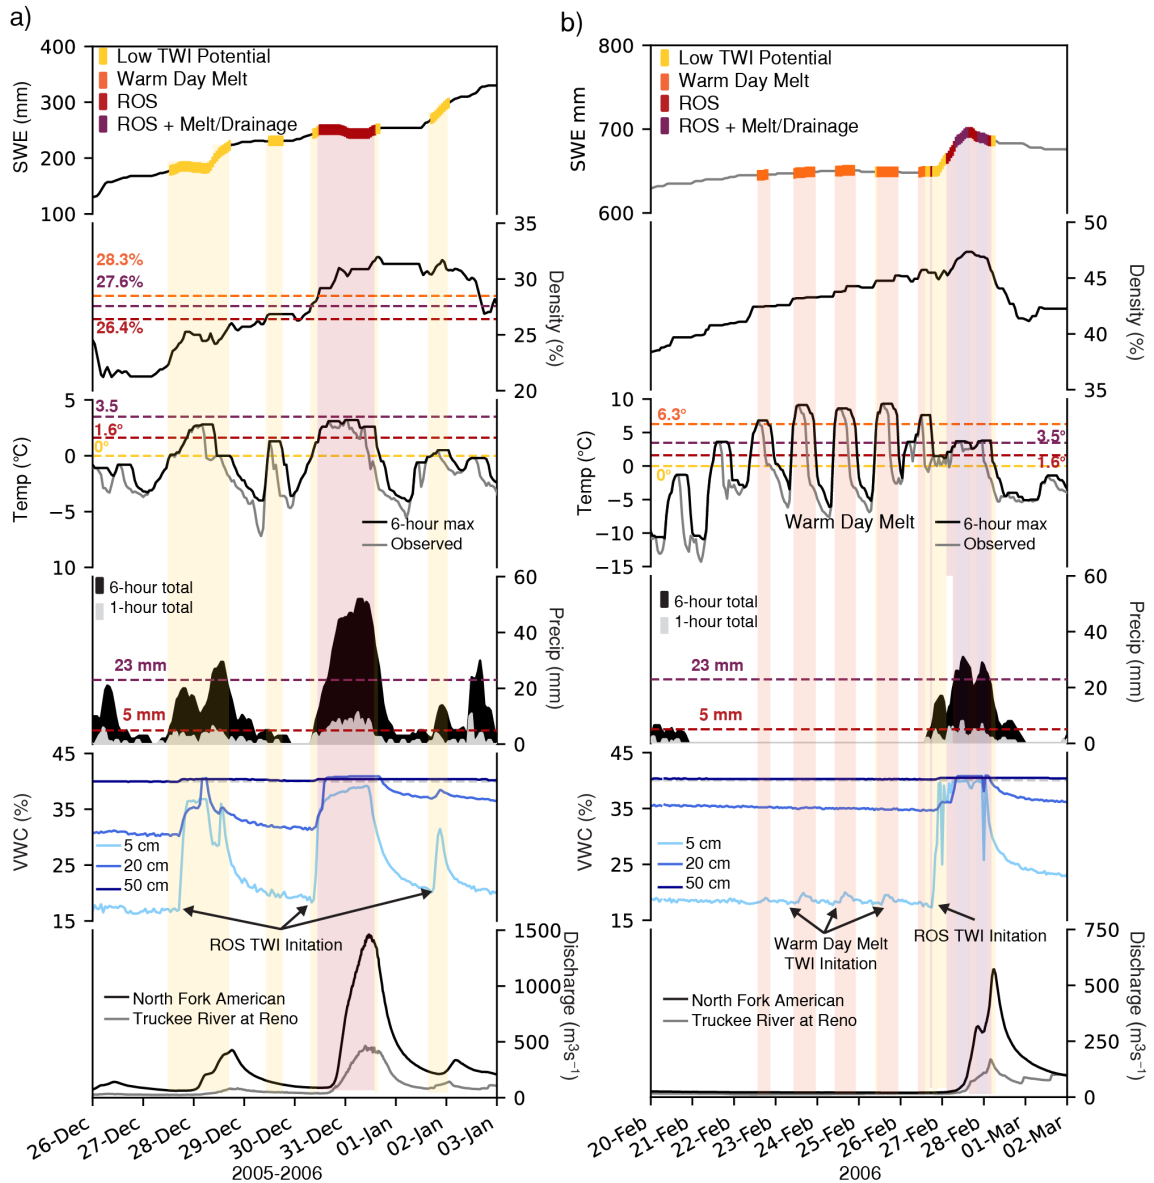 a)
400
300
200
100
SWE (mm)
Low TWI Potential
Warm Day Melt
ROS
ROS + Melt/Drainage
35
30
25
20
Density (%)
28.3%
27.6%
26.4%
5
0
−5
10
Temp (°C)
3.5
1.6°
0°
6-hour max
Observed
60
40
20
0
Precip (mm)
6-hour total
1-hour total
23 mm
5 mm
45
35
25
15
VWC (%)
5 cm
20 cm
50 cm
ROS TWI Initation
1500
1000
500
0
Discharge (m³s⁻¹)
North Fork American
Truckee River at Reno
26-Dec
27-Dec
28-Dec
29-Dec
30-Dec
31-Dec
01-Jan
02-Jan
03-Jan
2005-2006
b)
800
700
600
SWE mm
Low TWI Potential
Warm Day Melt
ROS
ROS + Melt/Drainage
50
45
40
35
Density (%)
10
5
0
−5
−10
−15
Temp (°C)
6.3°
3.5°
1.6°
0°
Warm Day Melt
6-hour max
Observed
60
40
20
0
Precip (mm)
6-hour total
1-hour total
23 mm
5 mm
45
35
25
15
VWC (%)
5 cm
20 cm
50 cm
Warm Day Melt
TWI Initation
ROS TWI Initation
750
500
250
0
Discharge (m³s⁻¹)
North Fork American
Truckee River at Reno
20-Feb
21-Feb
22-Feb
23-Feb
24-Feb
25-Feb
26-Feb
27-Feb
28-Feb
01-Mar
02-Mar
2006